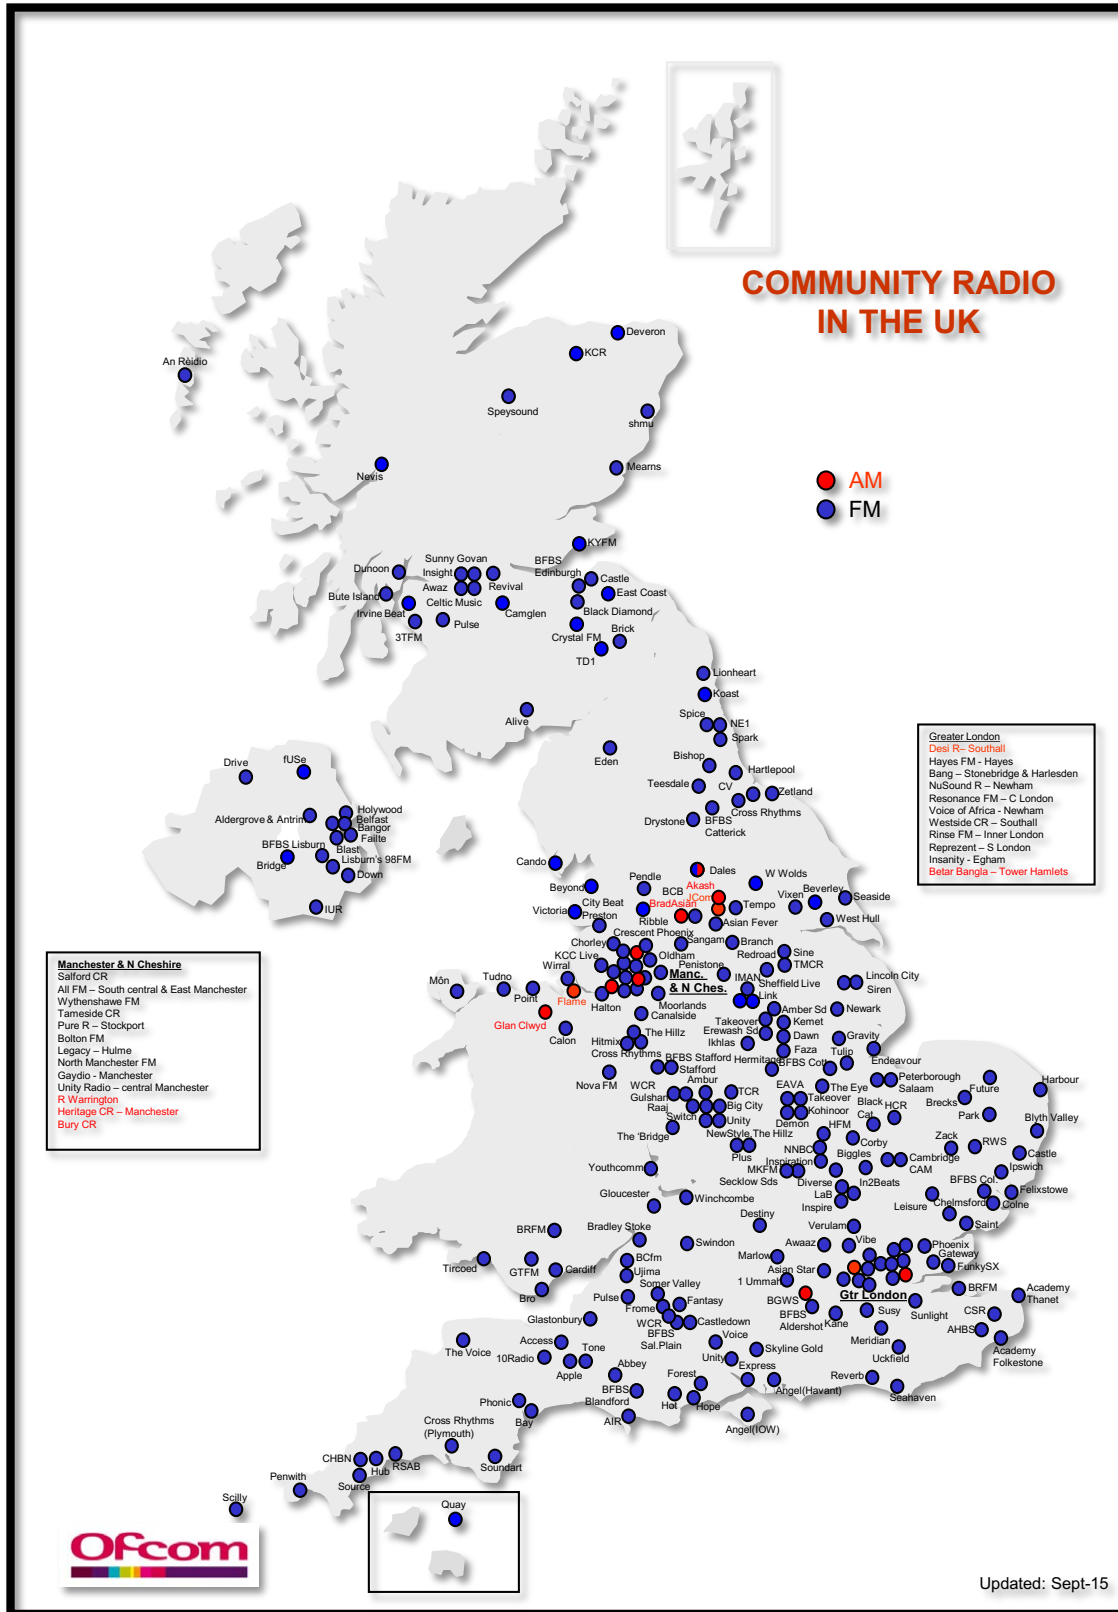 COMMUNITY RADIO
IN THE UK
AM
FM
Deveron
KCR
An Rèidio
Speysound
shmu
Mearns
Nevis
KYFM
Sunny Govan
BFBS
Edinburgh
Dunoon
Insight
Castle
Awaz
Revival
East Coast
Bute Island
Celtic Music
Camglen
Black Diamond
Irvine Beat
3TFM
Pulse
Crystal FM
Brick
TD1
Lionheart
Koast
Alive
Spice
NE1
Spark
Eden
Bishop
Hartlepool
Teesdale
CV
Zetland
Cross Rhythms
Drystone
BFBS
Catterick
Drive
fUSe
Holywood
Aldergrove & Antrim
Belfast
Bangor
Failte
Blast
BFBS Lisburn
Lisburn's 98FM
Bridge
Down
IUR
Greater London
Desi R– Southall
Hayes FM - Hayes
Bang – Stonebridge & Harlesden
NuSound R – Newham
Resonance FM – C London
Voice of Africa - Newham
Westside CR – Southall
Rinse FM – Inner London
Reprezent – S London
Insanity - Egham
Betar Bangla – Tower Hamlets
Cando
Dales
Pendle
W Wolds
Beyond
BCB
Akash
Beverley
City Beat
JCom
Vixen
Seaside
Victoria
Preston
Ribble
BradAsian
Tempo
West Hull
Asian Fever
Chorley
Crescent
Phoenix
Sangam
Branch
KCC Live
Oldham
Redroad
Sine
Wirral
Manc.
& N Ches.
Penistone
TMCR
Sheffield Live
IMAN
Lincoln City
Siren
Môn
Tudno
Point
Flame
Halton
Moorlands
Link
Glan Clwyd
Canalside
Amber Sd
Newark
Calon
The Hillz
Takeover
Kemet
Erewash Sd
Dawn
Gravity
Hitmix
Ikhlas
Faza
Cross Rhythms
Tulip
Endeavour
BFBS Stafford
Stafford
Hermitage
BFBS Cott
Nova FM
WCR
Ambur
TCR
EAVA
The Eye
Peterborough
Salaam
Future
Harbour
Gulshan
Raaj
Big City
Takeover
Kohinoor
Black
Cat
HCR
Brecks
Park
Switch
Unity
Demon
Blyth Valley
The 'Bridge'
NewStyle
The Hillz
HFM
Corby
Zack
RWS
Plus
NNBC
Biggles
Cambridge
CAM
Castle
Youthcomm
Inspiration
MKFM
Secklow Sds
Diverse
In2Beats
Ipswich
BFBS Col.
Felixstowe
Gloucester
Winchcombe
LaB
Inspire
Leisure
Chelmsford
Colne
Destiny
Verulam
Saint
BRFM
Bradley Stoke
Swindon
Awaaz
Vibe
Phoenix
Marlow
Gateway
Tircoed
GTFM
Cardiff
BCfm
Ujima
Asian Star
FunkySX
1 Ummah
Bro
Somer Valley
Gtr London
BRFM
Academy
Thanet
Pulse
Fantasy
BGWS
Frome
Sunlight
CSR
Glastonbury
WCR
Castledown
BFBS
Aldershot
Kane
Susy
BFBS
Sal.Plain
Voice
Meridian
AHBS
The Voice
Access
Skyline Gold
Uckfield
Academy
Folkestone
10Radio
Apple
Tone
Abbey
Unity
Express
Reverb
Seahaven
Forest
BFBS
Blandford
Hot
Hope
Angel(Havant)
Phonic
Bay
AIR
Angel(IOW)
Cross Rhythms
(Plymouth)
CHBN
Hub
RSAB
Soundart
Source
Penwith
Scilly
Quay
Manchester & N Cheshire
Salford CR
All FM – South central & East Manchester
Wythenshawe FM
Tameside CR
Pure R – Stockport
Bolton FM
Legacy – Hulme
North Manchester FM
Gaydio - Manchester
Unity Radio – central Manchester
R Warrington
Heritage CR – Manchester
Bury CR
Ofcom
Updated: Sept-15